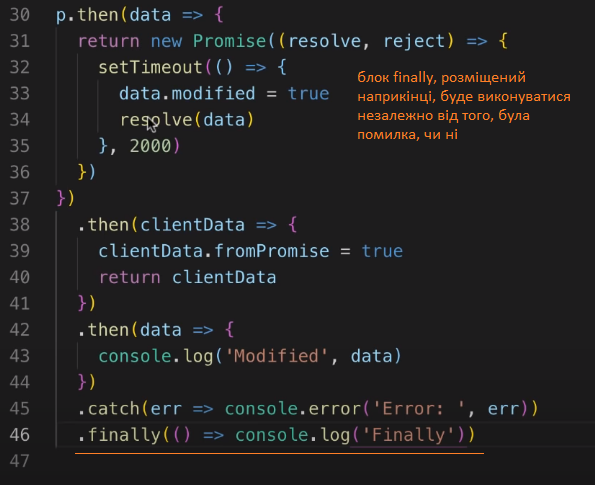 30 p.then(data => {
31 return new Promise((resolve, reject) => {
32 setTimeout(() => {
33 data.modified = true
34 resolve(data)
35 }, 2000)
36 })
37 })
38 .then(clientData => {
39 clientData.fromPromise = true
40 return clientData
41 })
42 .then(data => {
43 console.log('Modified', data)
44 })
45 .catch(err => console.error('Error: ', err))
46 .finally(() => console.log('Finally'))
47
блок finally, розміщений
наприкінці, буде виконуватися
незалежно від того, була
помилка, чи ні